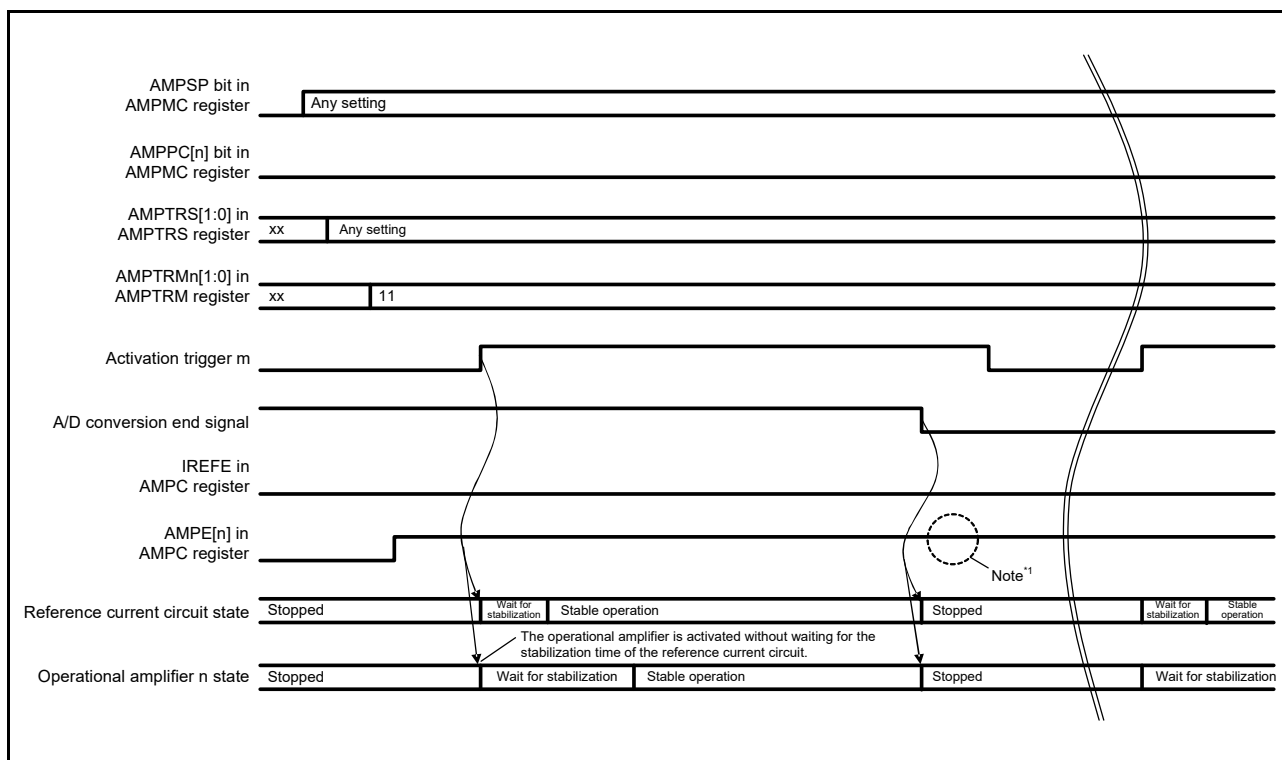 AMPSP bit in
AMPMC register
Any setting
AMPPC[n] bit in
AMPMC register
AMPTRS[1:0] in
AMPTRS register
xx
Any setting
AMPTRMn[1:0] in
AMPTRM register
xx
11
Activation trigger m
A/D conversion end signal
IREFE in
AMPC register
AMPE[n] in
AMPC register
Note*1
Reference current circuit state
Stopped
Wait for
stabilization
Stable operation
Stopped
Wait for
stabilization
Stable
operation
The operational amplifier is activated without waiting for the
stabilization time of the reference current circuit.
Operational amplifier n state
Stopped
Wait for stabilization
Stable operation
Stopped
Wait for stabilization